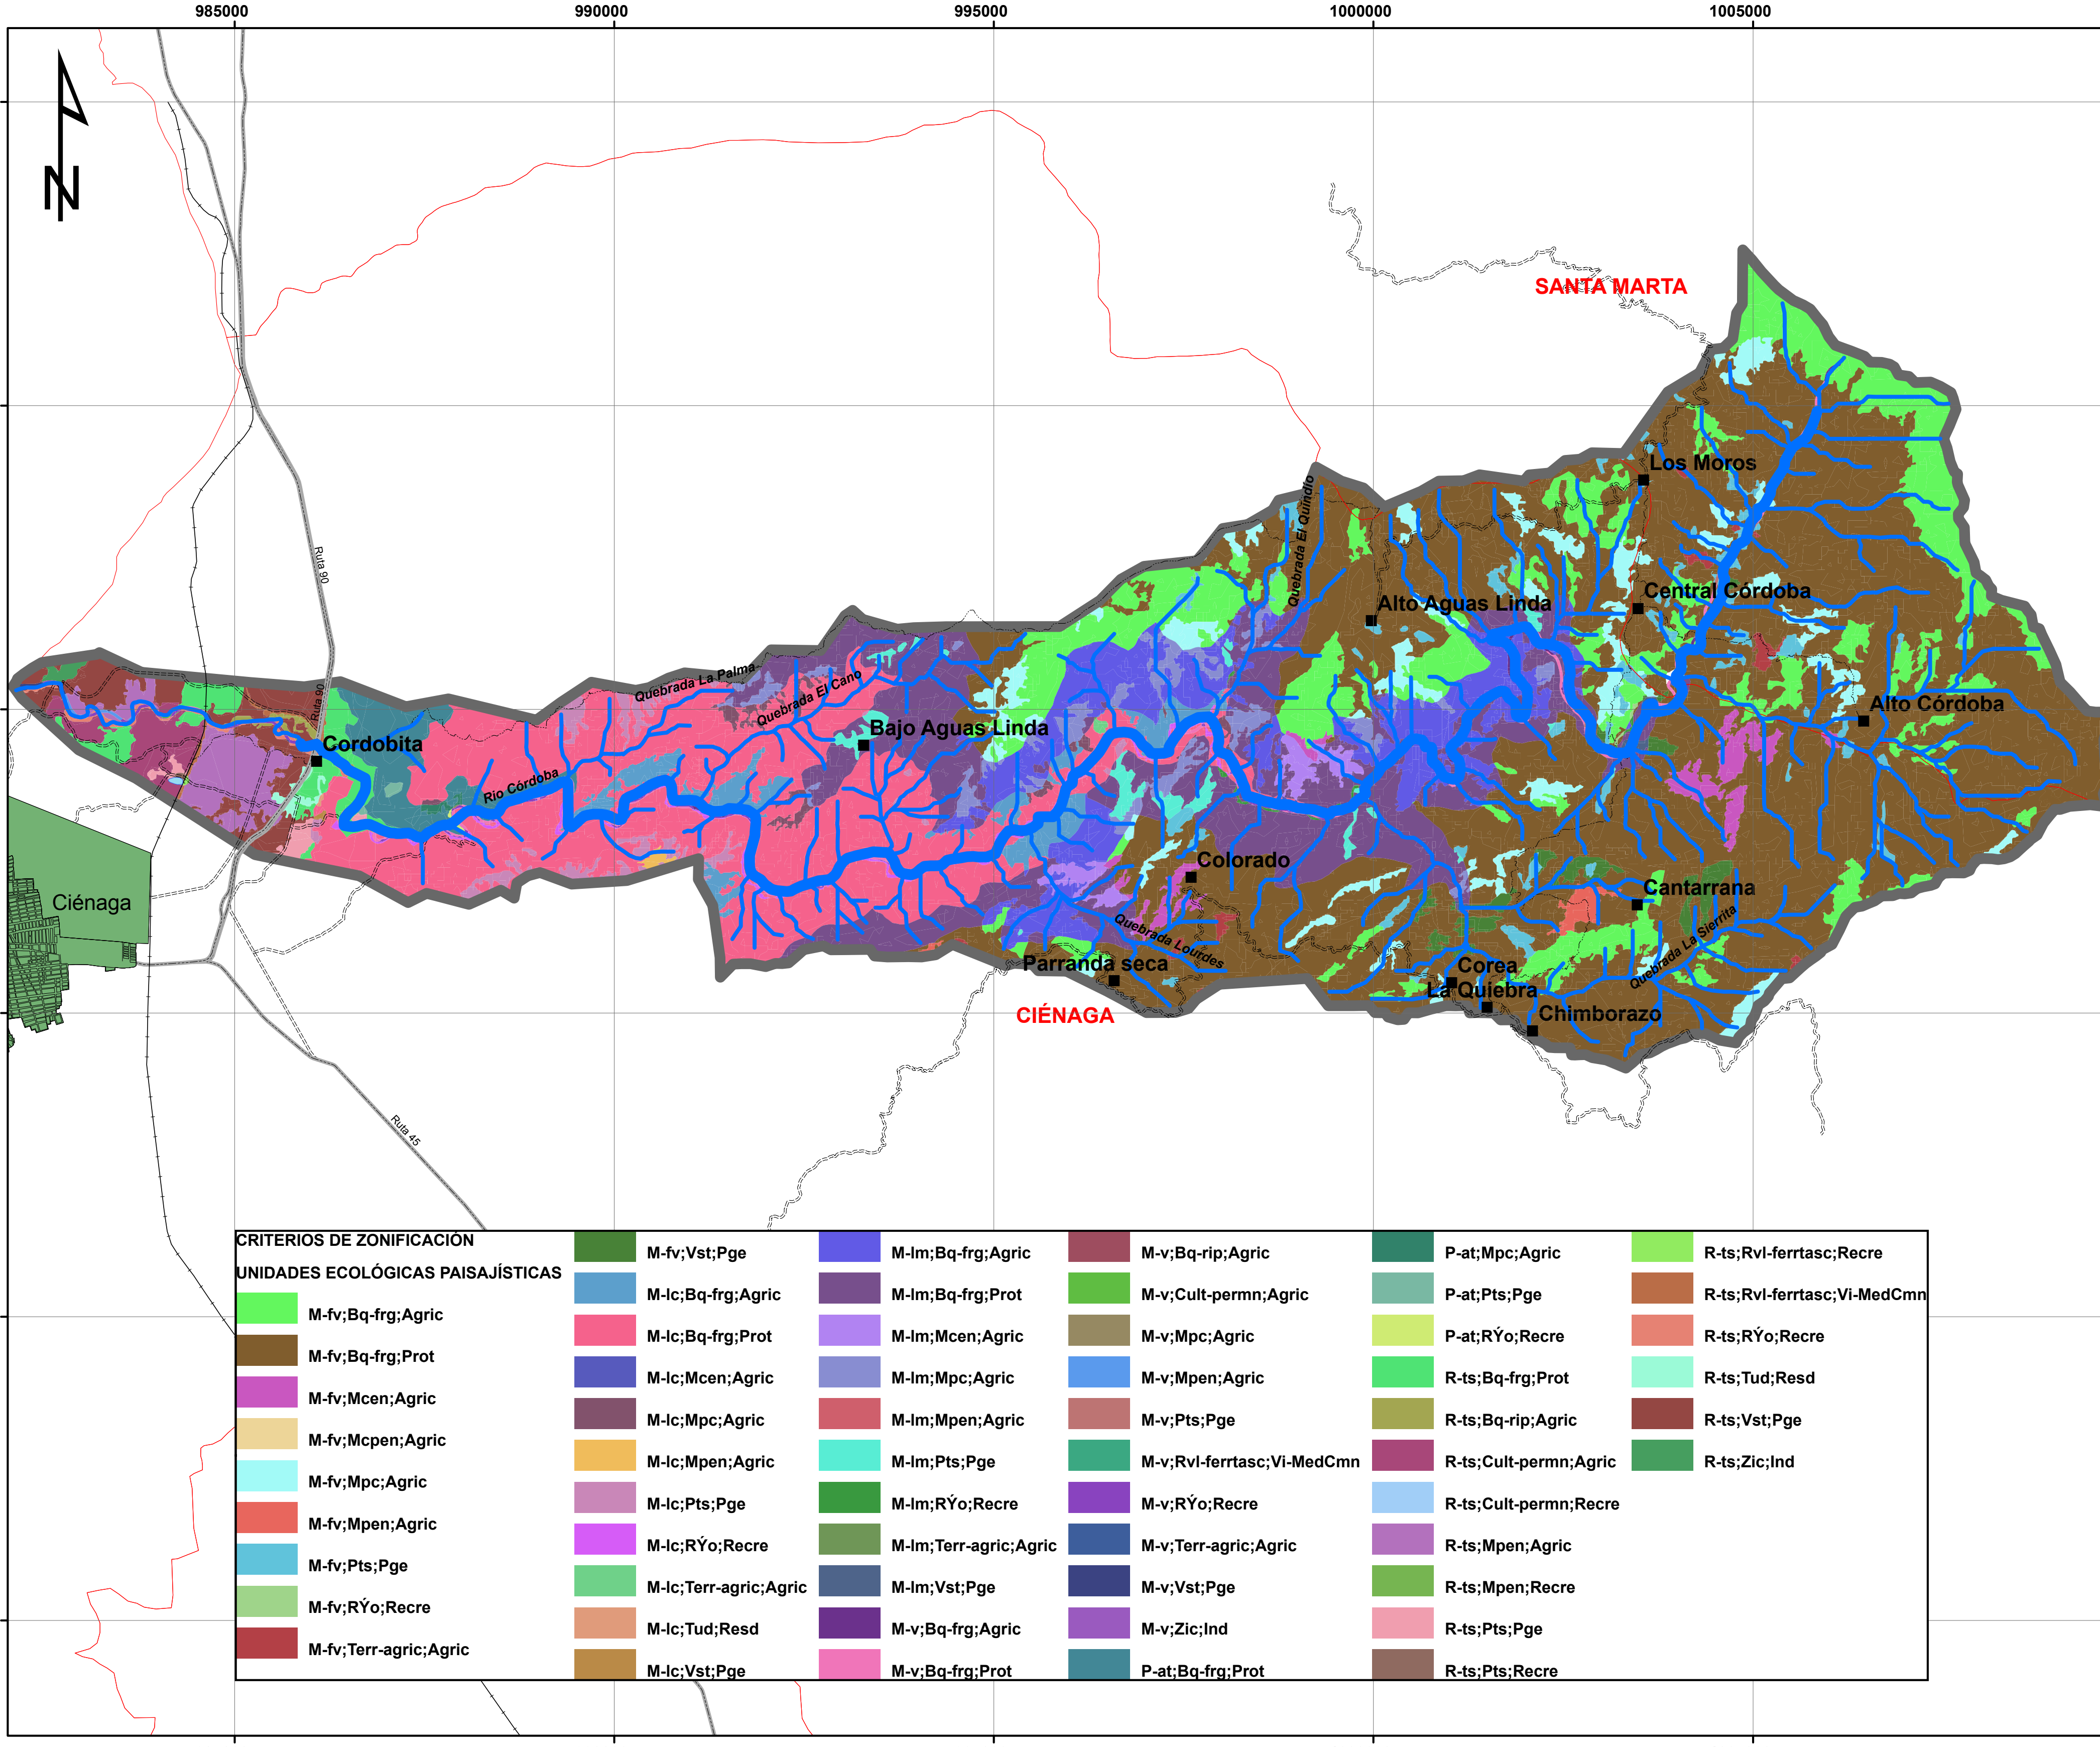 985000
990000
995000
1000000
1005000
N
SANTA MARTA
Quebrada El Quindío
Los Moros
Ruta 90
Central Córdoba
Alto Aguas Linda
Quebrada La Palma
Quebrada El Cano
Ruta 90
Alto Córdoba
Bajo Aguas Linda
Cordobita
Rio Córdoba
Colorado
Cantarrana
Ciénaga
Quebrada Lourdes
Quebrada La Sierrita
Parranda seca
Corea
La Quiebra
CIÉNAGA
Chimborazo
Ruta 45
CRITERIOS DE ZONIFICACIÓN
UNIDADES ECOLÓGICAS PAISAJÍSTICAS
M-fv;Bq-frg;Agric
M-fv;Bq-frg;Prot
M-fv;Mcen;Agric
M-fv;Mcpen;Agric
M-fv;Mpc;Agric
M-fv;Mpen;Agric
M-fv;Pts;Pge
M-fv;RÝo;Recre
M-fv;Terr-agric;Agric
M-fv;Vst;Pge
M-lc;Bq-frg;Agric
M-lc;Bq-frg;Prot
M-lc;Mcen;Agric
M-lc;Mpc;Agric
M-lc;Mpen;Agric
M-lc;Pts;Pge
M-lc;RÝo;Recre
M-lc;Terr-agric;Agric
M-lc;Tud;Resd
M-lc;Vst;Pge
M-lm;Bq-frg;Agric
M-lm;Bq-frg;Prot
M-lm;Mcen;Agric
M-lm;Mpc;Agric
M-lm;Mpen;Agric
M-lm;Pts;Pge
M-lm;RÝo;Recre
M-lm;Terr-agric;Agric
M-lm;Vst;Pge
M-v;Bq-frg;Agric
M-v;Bq-frg;Prot
M-v;Bq-rip;Agric
M-v;Cult-permn;Agric
M-v;Mpc;Agric
M-v;Mpen;Agric
M-v;Pts;Pge
M-v;Rvl-ferrtasc;Vi-MedCmn
M-v;RÝo;Recre
M-v;Terr-agric;Agric
M-v;Vst;Pge
M-v;Zic;Ind
P-at;Bq-frg;Prot
P-at;Mpc;Agric
P-at;Pts;Pge
P-at;RÝo;Recre
R-ts;Bq-frg;Prot
R-ts;Bq-rip;Agric
R-ts;Cult-permn;Agric
R-ts;Cult-permn;Recre
R-ts;Mpen;Agric
R-ts;Mpen;Recre
R-ts;Pts;Pge
R-ts;Pts;Recre
R-ts;Rvl-ferrtasc;Recre
R-ts;Rvl-ferrtasc;Vi-MedCmn
R-ts;RÝo;Recre
R-ts;Tud;Resd
R-ts;Vst;Pge
R-ts;Zic;Ind